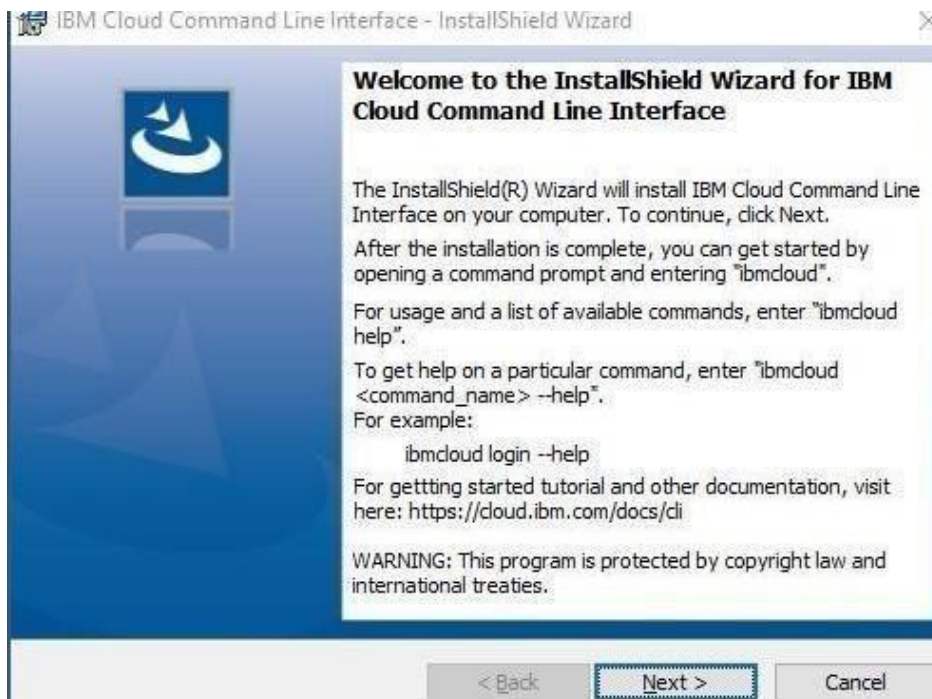 IBM Cloud Command Line Interface - InstallShield Wizard
Welcome to the InstallShield Wizard for IBM
Cloud Command Line Interface
The InstallShield(R) Wizard will install IBM Cloud Command Line
Interface on your computer. To continue, click Next.
After the installation is complete, you can get started by
opening a command prompt and entering "ibmcloud".
For usage and a list of available commands, enter "ibmcloud
help".
To get help on a particular command, enter "ibmcloud
<command_name> --help".
For example:
ibmcloud login --help
For gettting started tutorial and other documentation, visit
here: https://cloud.ibm.com/docs/cli
WARNING: This program is protected by copyright law and
international treaties.
< Back
Next >
Cancel